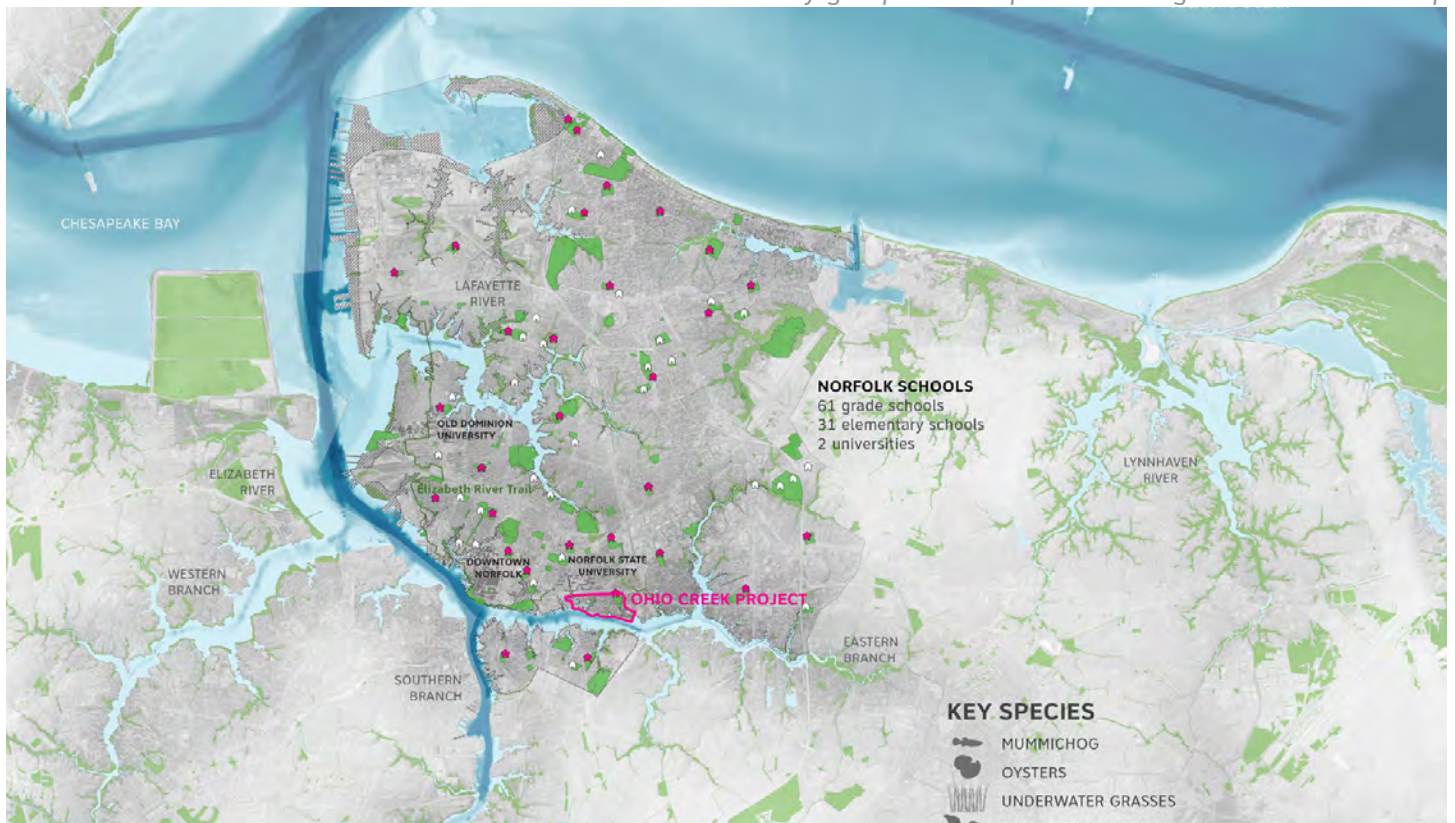 CHESAPEAKE BAY
LAFAYETTE
RIVER
NORFOLK SCHOOLS
61 grade schools
31 elementary schools
2 universities
OLD DOMINION
UNIVERSITY
ELIZABETH
RIVER
LYNNHAVEN
RIVER
Elizabeth River Trail
WESTERN
BRANCH
DOWNTOWN
NORFOLK
NORFOLK STATE
UNIVERSITY
OHIO CREEK PROJECT
EASTERN
BRANCH
SOUTHERN
BRANCH
KEY SPECIES
MUMMICHOG
OYSTERS
UNDERWATER GRASSES